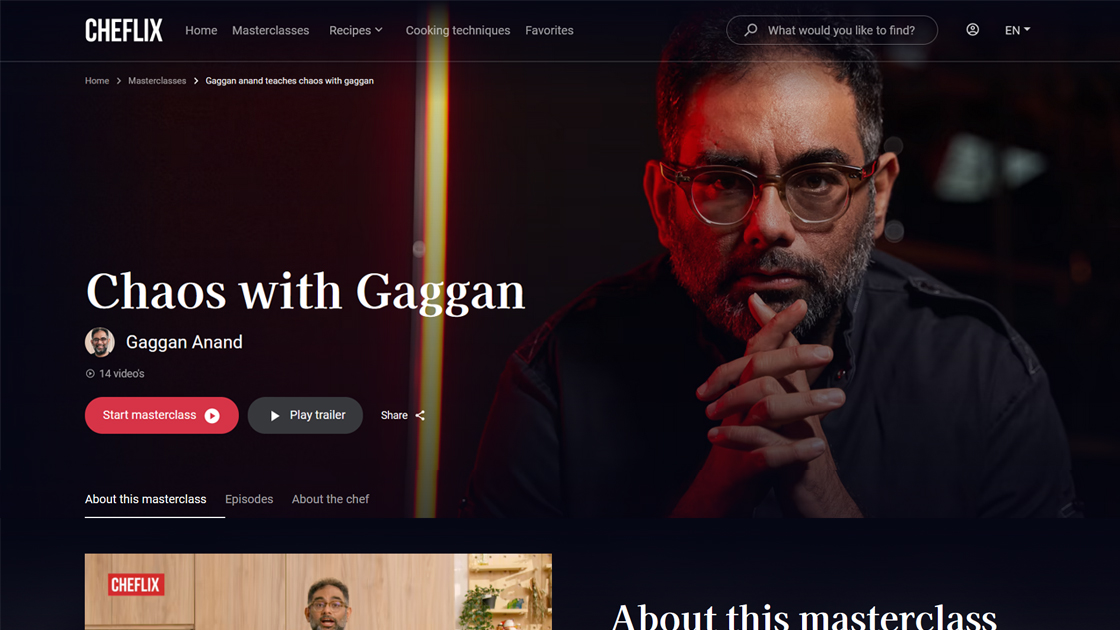 CHEFLIX
Home Masterclasses Recipes Cooking techniques Favorites What would you like to find? EN
Home Masterclasses Gaggan anand teaches chaos with gaggan
Chaos with Gaggan
Gaggan Anand
14 video's
Start masterclass Play trailer Share
About this masterclass Episodes About the chef
CHEFLIX
About this masterclass